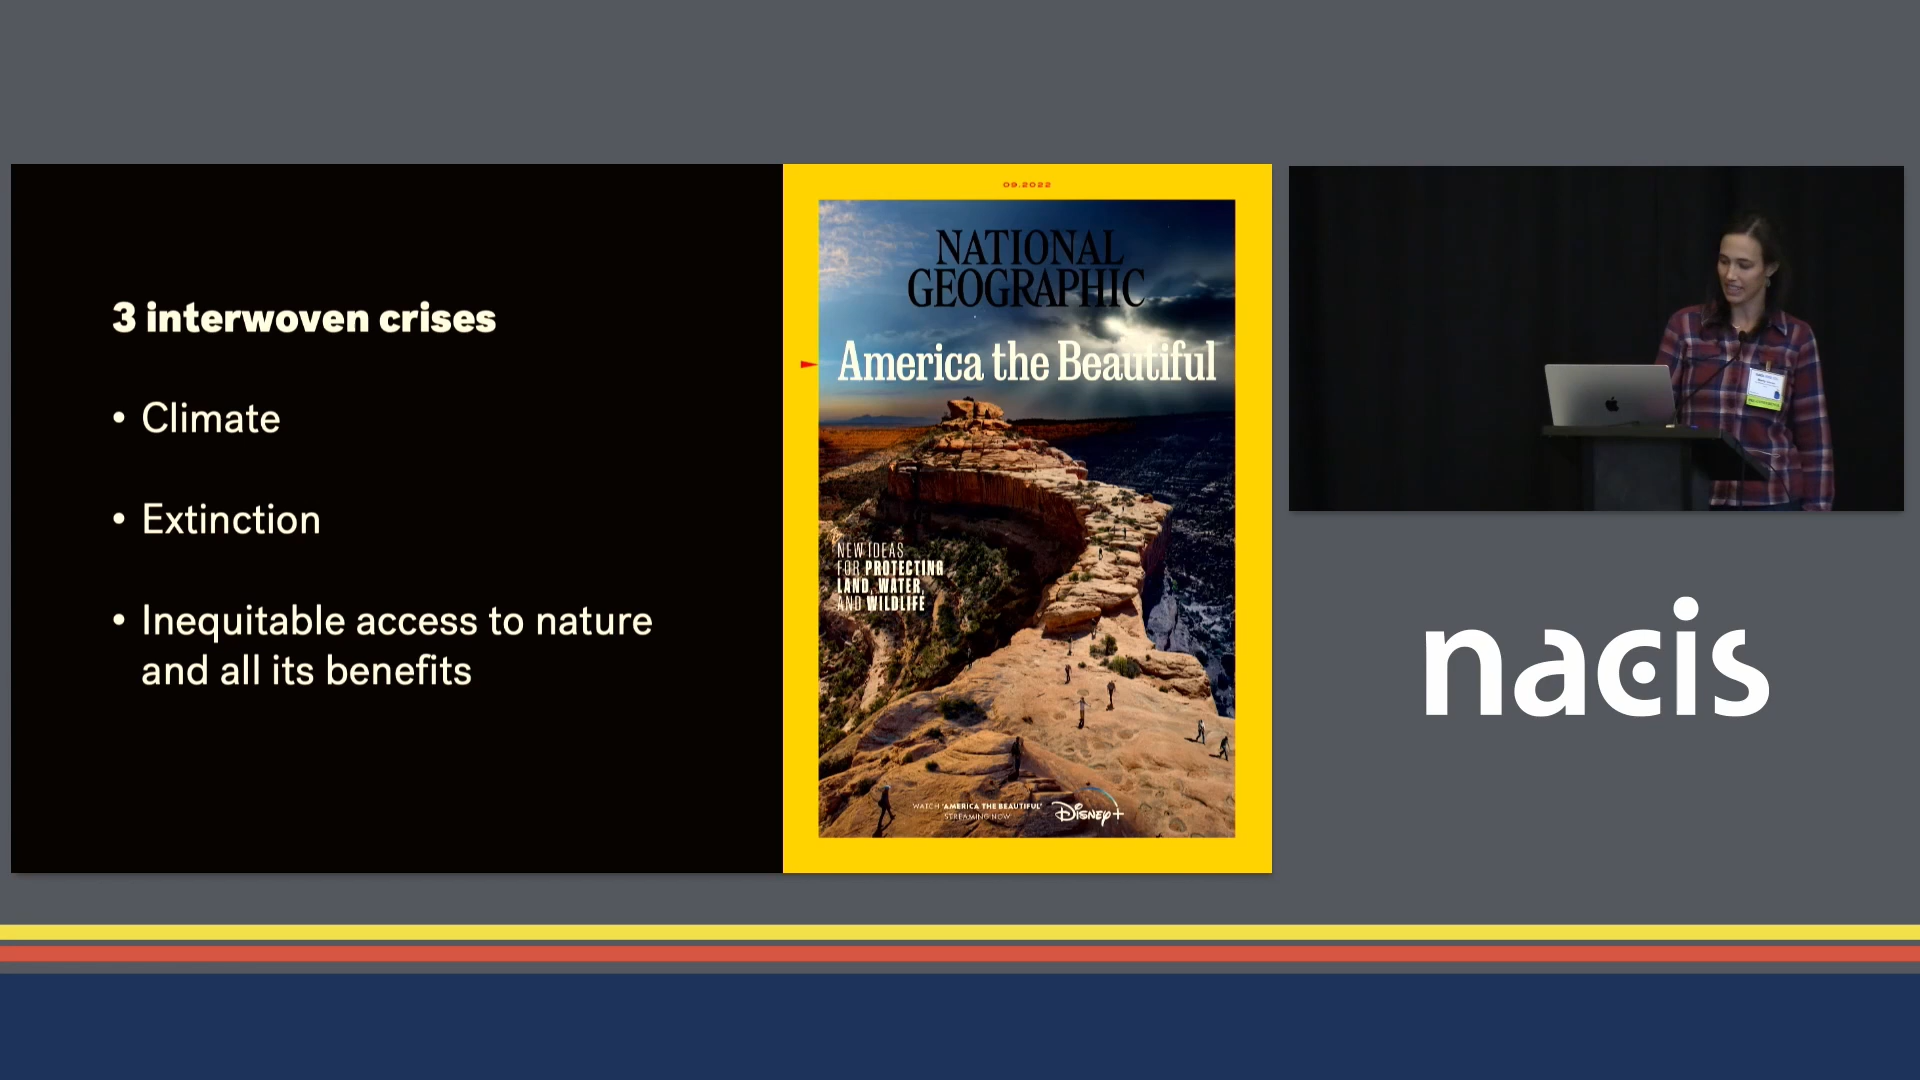 3 interwoven crises
• Climate
• Extinction
• Inequitable access to nature
and all its benefits
09.2022
NATIONAL
GEOGRAPHIC
America the Beautiful
NEW IDEAS
FOR PROTECTING
LAND, WATER,
AND WILDLIFE
WATCH 'AMERICA THE BEAUTIFUL'
STREAMING NOW
Disney+
nacis